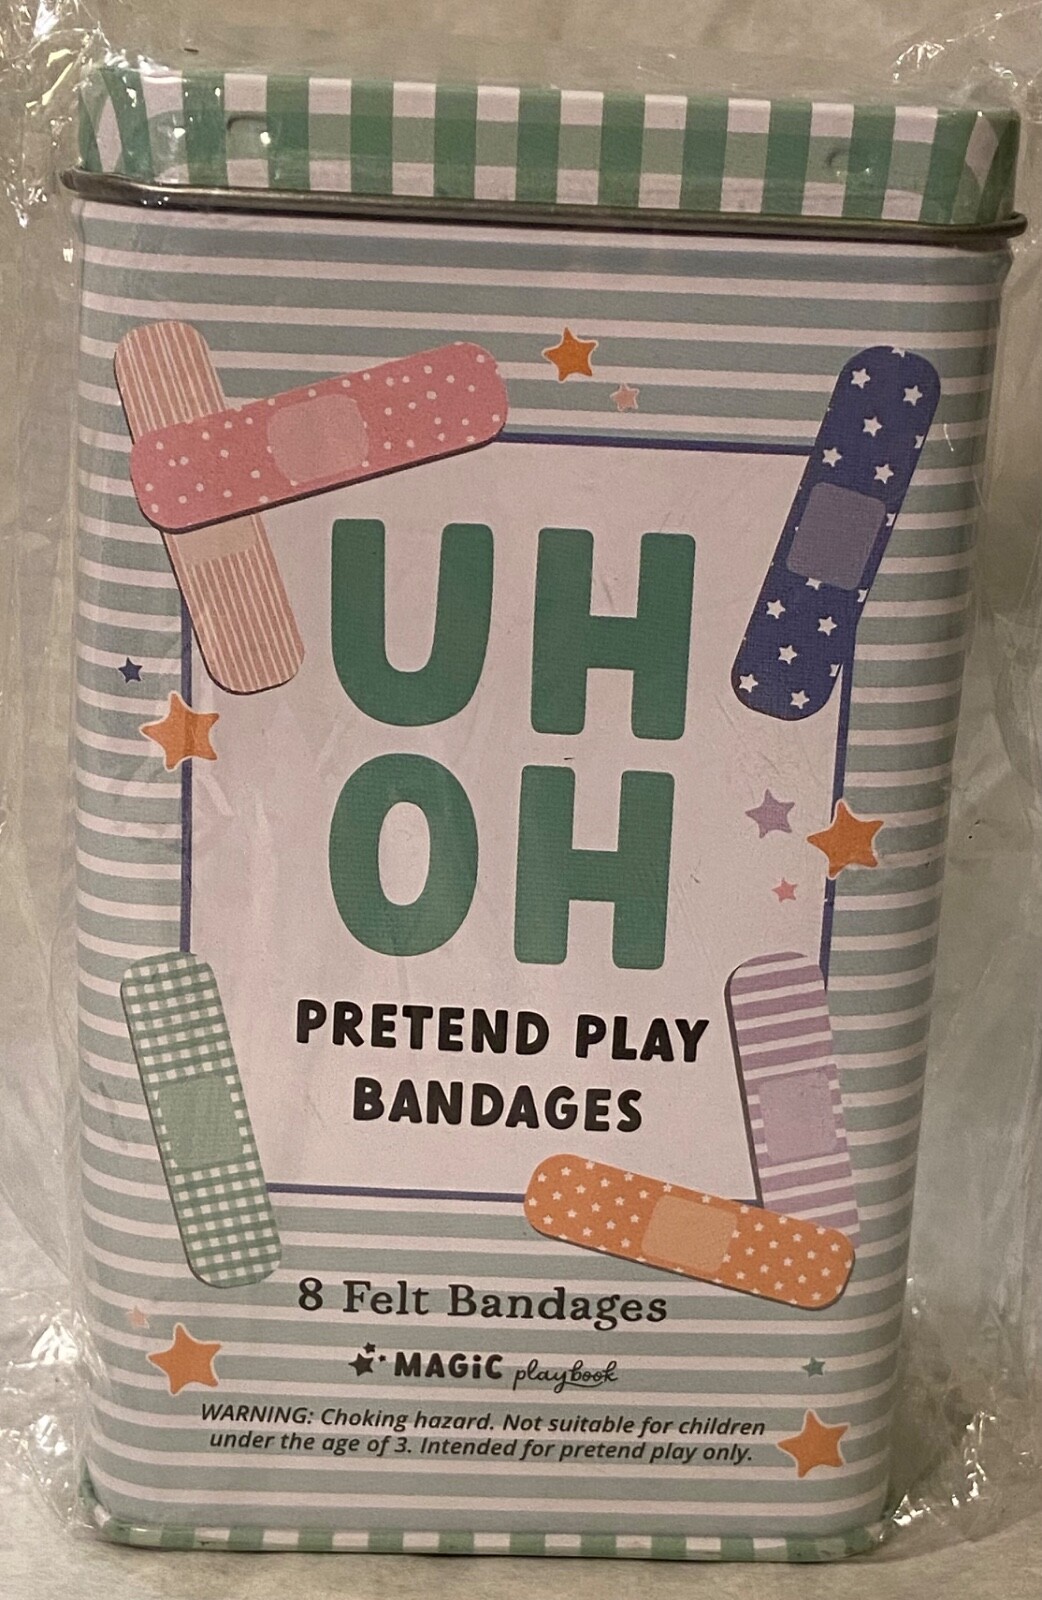 UH
OH
PRETEND PLAY
BANDAGES
8 Felt Bandages
MAGiC playbook
WARNING: Choking hazard. Not suitable for children
under the age of 3. Intended for pretend play only.